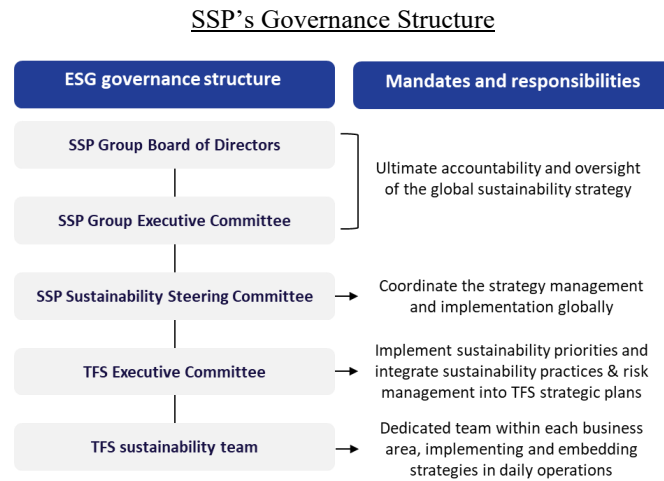 SSP's Governance Structure
ESG governance structure
Mandates and responsibilities
SSP Group Board of Directors
SSP Group Executive Committee
Ultimate accountability and oversight
of the global sustainability strategy
SSP Sustainability Steering Committee
Coordinate the strategy management
and implementation globally
TFS Executive Committee
Implement sustainability priorities and
integrate sustainability practices & risk
management into TFS strategic plans
TFS sustainability team
Dedicated team within each business
area, implementing and embedding
strategies in daily operations